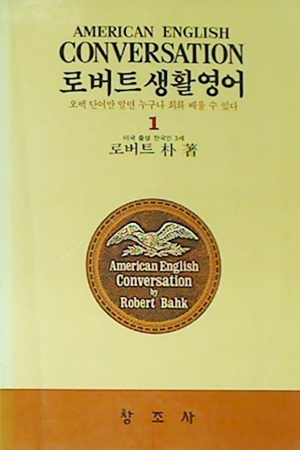 AMERICAN ENGLISH
CONVERSATION
로버트생활영어
오백 단어만 알면 누구나 회화 배울 수 있다
1
미국 출생 한국인 3세
로버트 朴 著
American English
Conversation
by
Robert Bahk
창조사